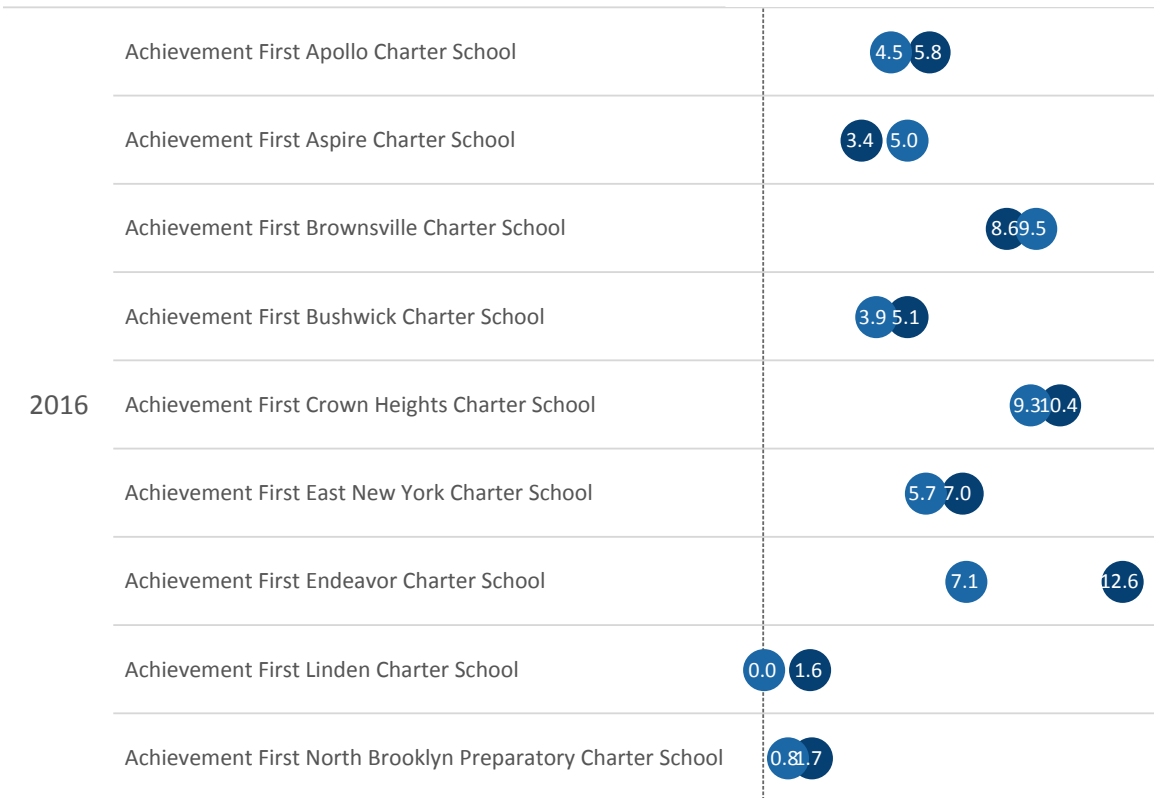 Achievement First Apollo Charter School 4.5 5.8
Achievement First Aspire Charter School 3.4 5.0
Achievement First Brownsville Charter School 8.6 9.5
Achievement First Bushwick Charter School 3.9 5.1
2016 Achievement First Crown Heights Charter School 9.3 10.4
Achievement First East New York Charter School 5.7 7.0
Achievement First Endeavor Charter School 7.1 12.6
Achievement First Linden Charter School 0.0 1.6
Achievement First North Brooklyn Preparatory Charter School 0.8 1.7